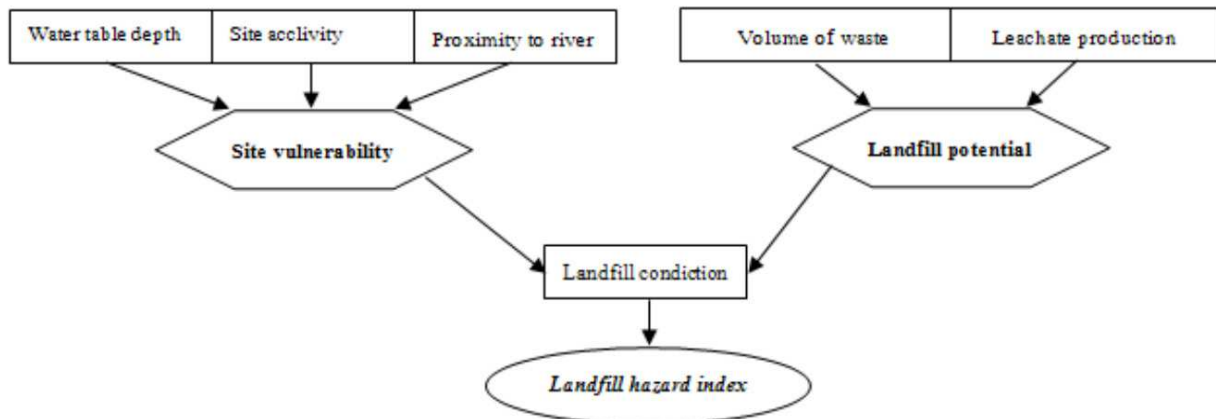 Water table depth
Site acclivity
Proximity to river
Volume of waste
Leachate production
Site vulnerability
Landfill potential
Landfill condiction
Landfill hazard index